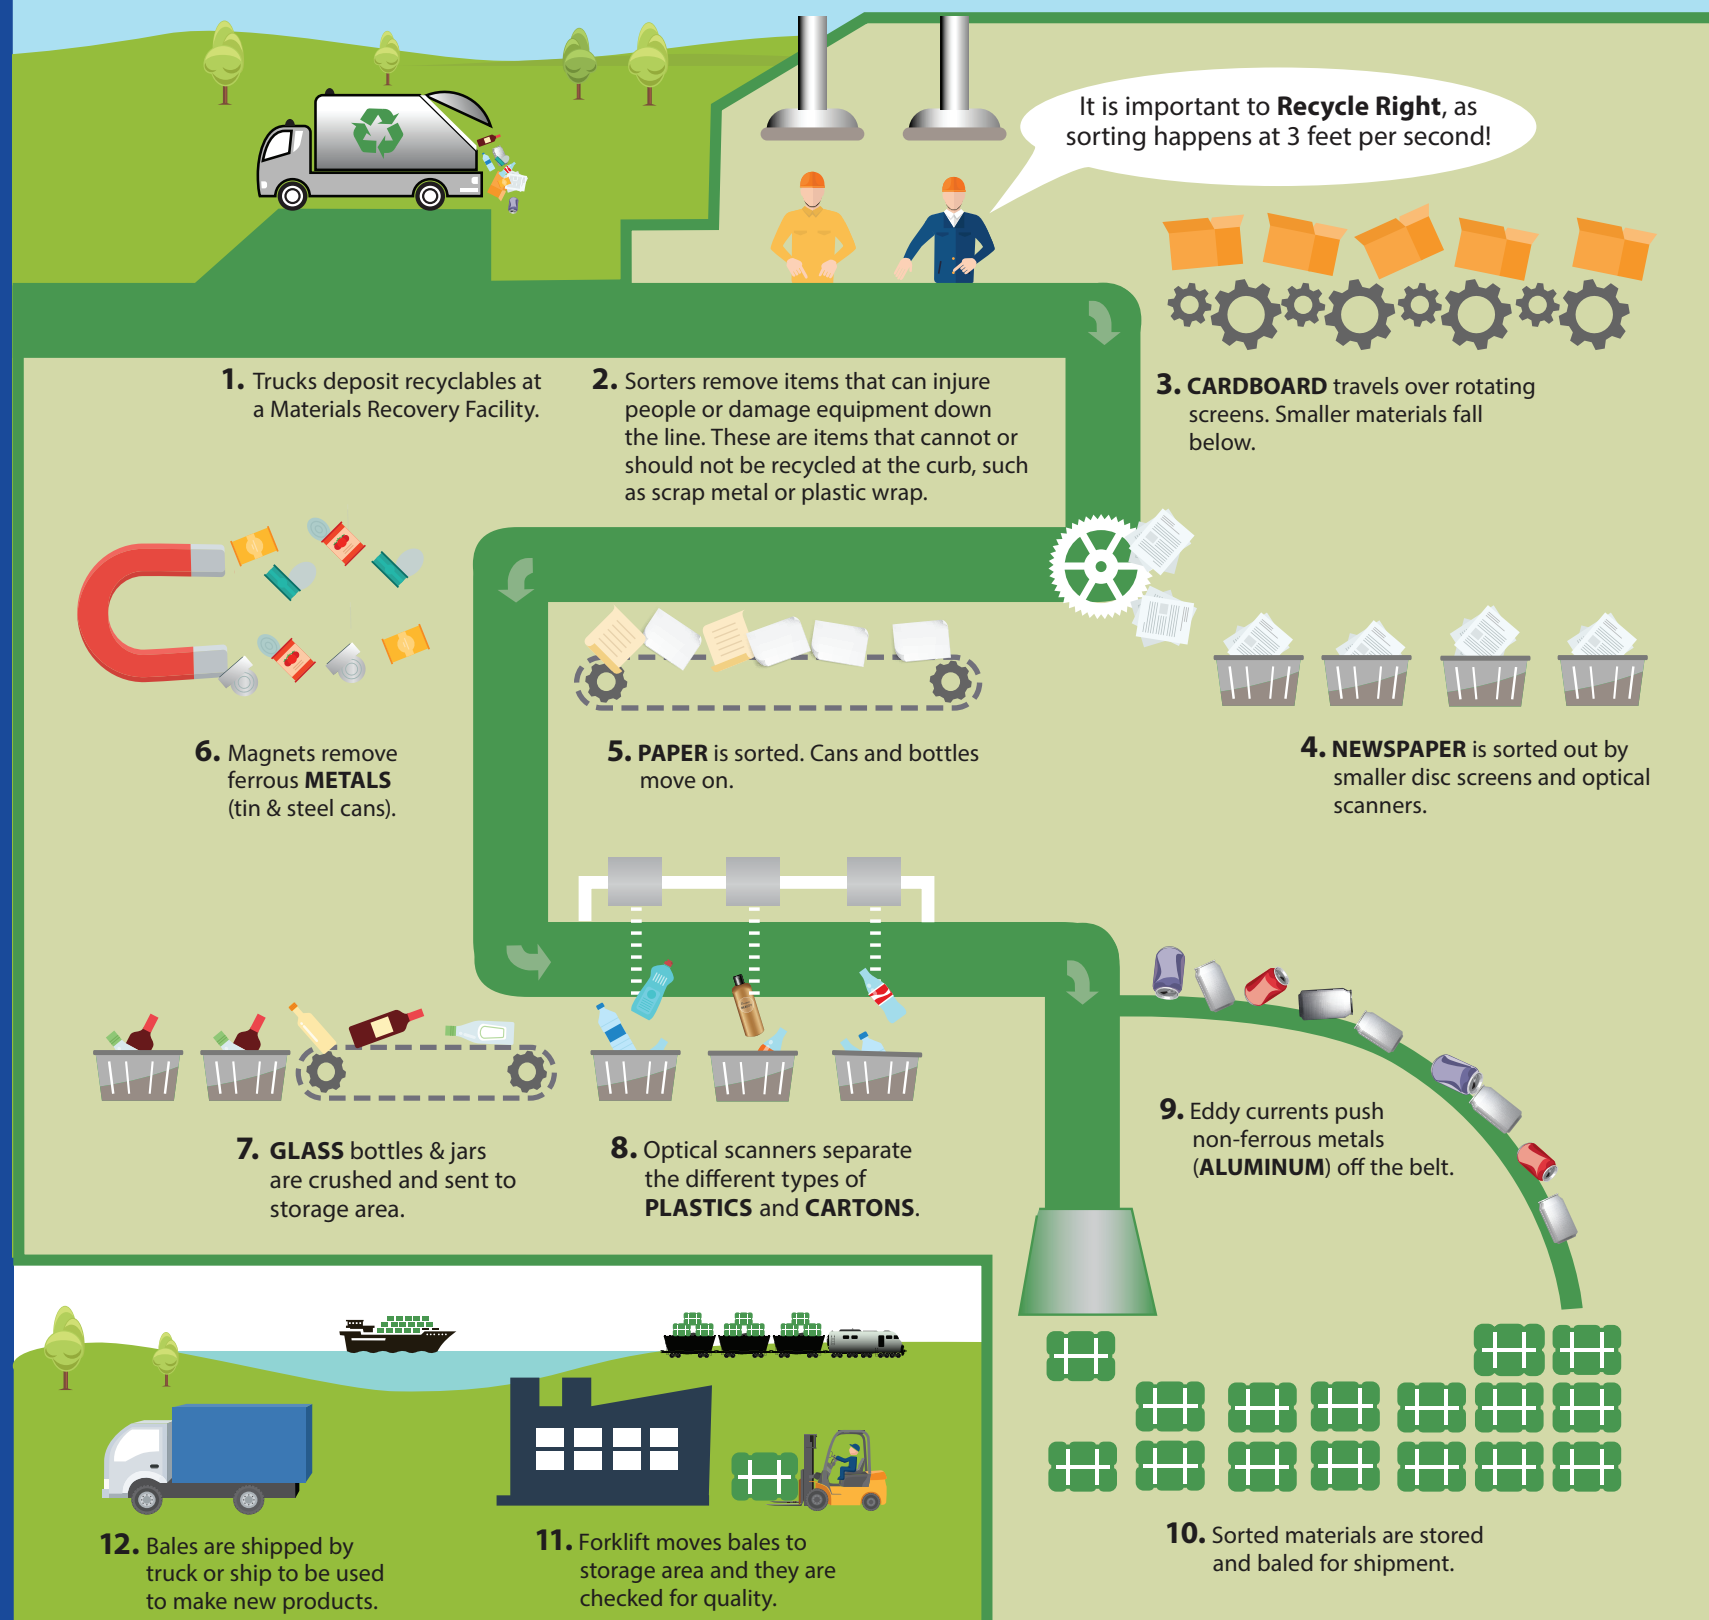 It is important to Recycle Right, as
sorting happens at 3 feet per second!
1. Trucks deposit recyclables at
a Materials Recovery Facility.
2. Sorters remove items that can injure
people or damage equipment down
the line. These are items that cannot or
should not be recycled at the curb, such
as scrap metal or plastic wrap.
3. CARDBOARD travels over rotating
screens. Smaller materials fall
below.
4. NEWSPAPER is sorted out by
smaller disc screens and optical
scanners.
5. PAPER is sorted. Cans and bottles
move on.
6. Magnets remove
ferrous METALS
(tin & steel cans).
7. GLASS bottles & jars
are crushed and sent to
storage area.
8. Optical scanners separate
the different types of
PLASTICS and CARTONS.
9. Eddy currents push
non-ferrous metals
(ALUMINUM) off the belt.
10. Sorted materials are stored
and baled for shipment.
11. Forklift moves bales to
storage area and they are
checked for quality.
12. Bales are shipped by
truck or ship to be used
to make new products.